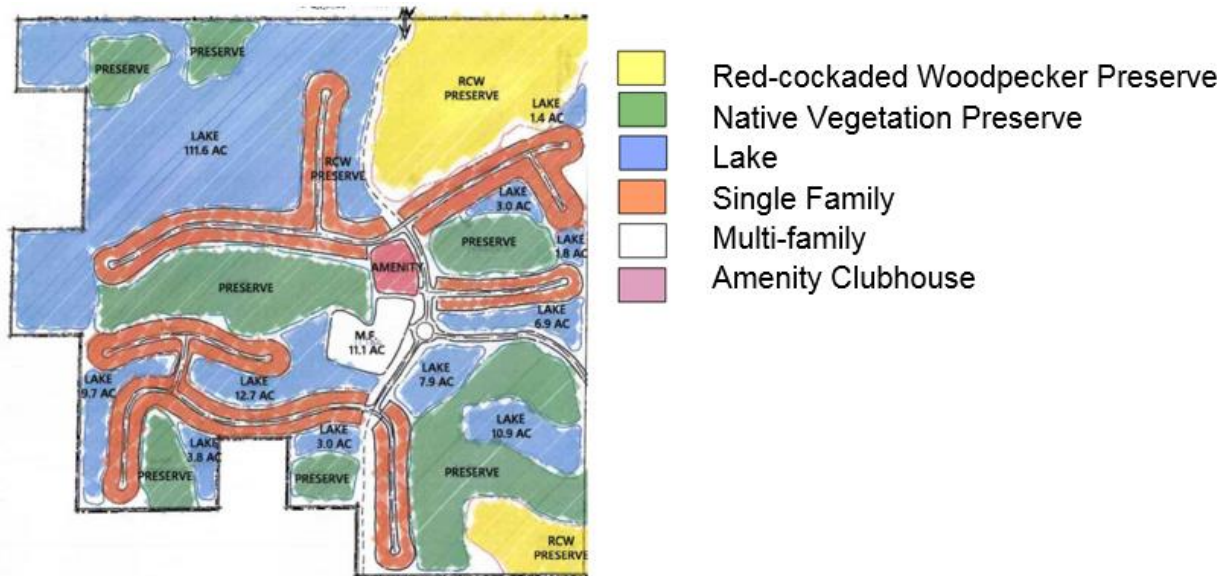 PRESERVE
PRESERVE
RCW
PRESERVE
LAKE
1.4 AC
LAKE
111.6 AC
RCW
PRESERVE
LAKE
3.0 AC
PRESERVE
LAKE
1.8 AC
AMENITY
PRESERVE
LAKE
6.9 AC
M.F.
11.1 AC
LAKE
9.7 AC
LAKE
12.7 AC
LAKE
7.9 AC
LAKE
10.9 AC
LAKE
3.0 AC
LAKE
3.8 AC
PRESERVE
PRESERVE
PRESERVE
RCW
PRESERVE
Red-cockaded Woodpecker Preserve
Native Vegetation Preserve
Lake
Single Family
Multi-family
Amenity Clubhouse